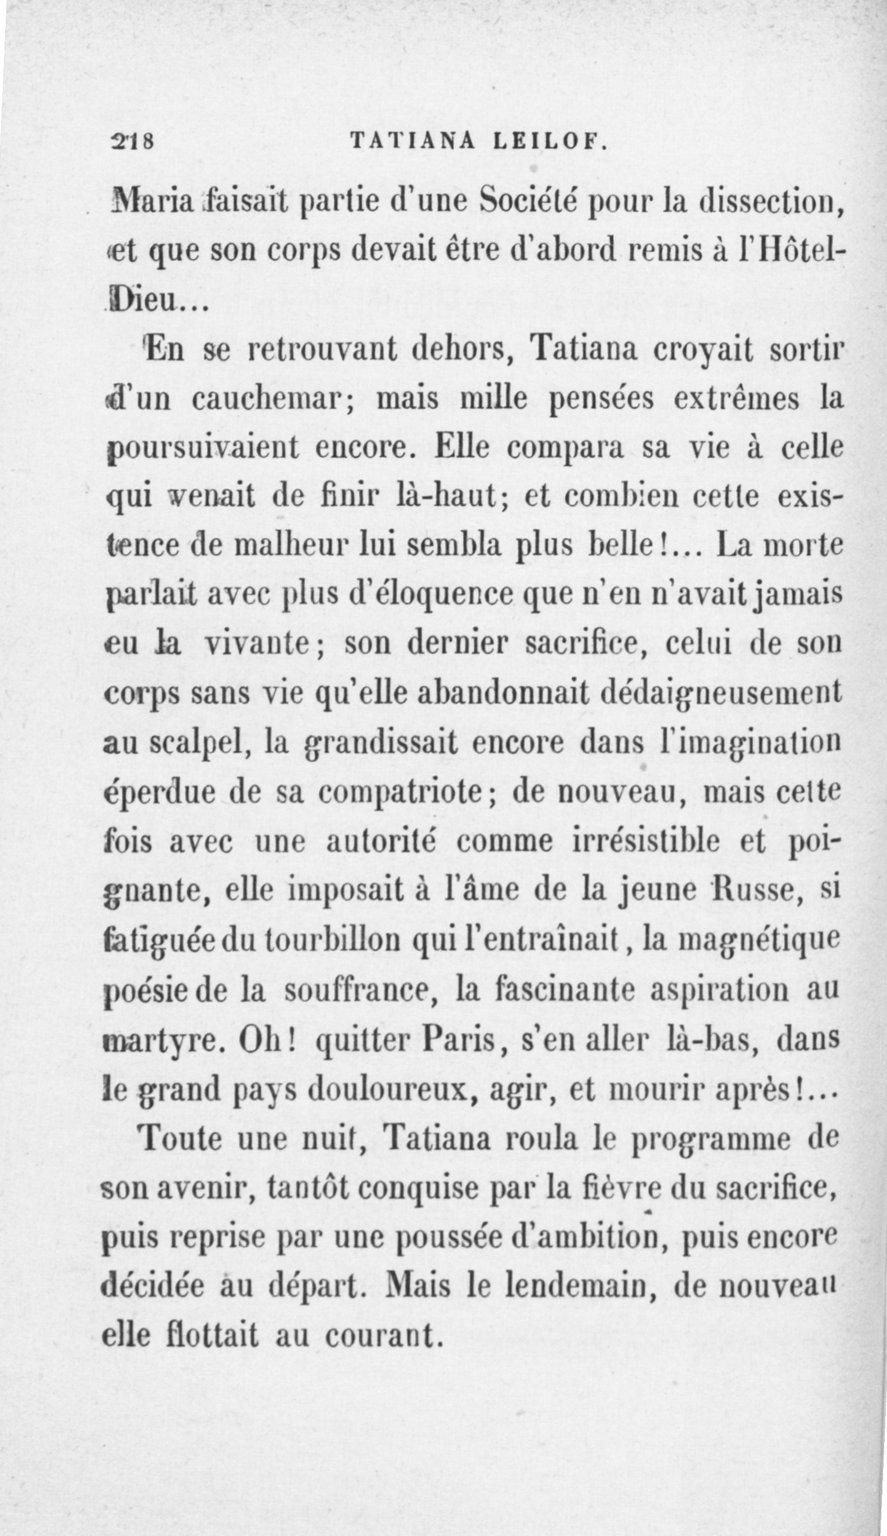 218 TATIANA LEILOF.
Maria faisait partie d'une Société pour la dissection,
et que son corps devait être d'abord remis à l'Hôtel-
Dieu...
En se retrouvant dehors, Tatiana croyait sortir
d'un cauchemar; mais mille pensées extrêmes la
poursuivaient encore. Elle compara sa vie à celle
qui venait de finir là-haut; et combien cette exis-
tence de malheur lui sembla plus belle!... La morte
parlait avec plus d'éloquence que n'en n'avait jamais
eu la vivante; son dernier sacrifice, celui de son
corps sans vie qu'elle abandonnait dédaigneusement
au scalpel, la grandissait encore dans l'imagination
éperdue de sa compatriote; de nouveau, mais cette
fois avec une autorité comme irrésistible et poi-
gnante, elle imposait à l'âme de la jeune Russe, si
fatiguée du tourbillon qui l'entraînait, la magnétique
poésie de la souffrance, la fascinante aspiration au
martyre. Oh! quitter Paris, s'en aller là-bas, dans
le grand pays douloureux, agir, et mourir après!...
Toute une nuit, Tatiana roula le programme de
son avenir, tantôt conquise par la fièvre du sacrifice,
puis reprise par une poussée d'ambition, puis encore
décidée au départ. Mais le lendemain, de nouveau
elle flottait au courant.